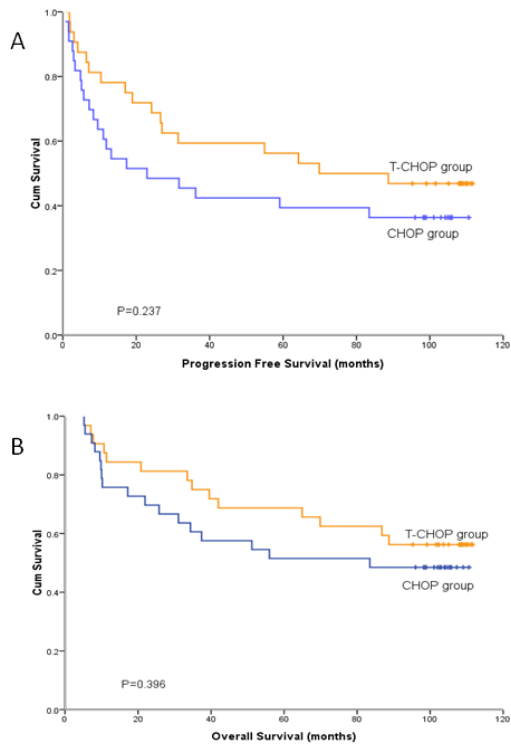 A
1.0
0.8
0.6
0.4
0.2
0.0
Cum Survival
T-CHOP group
CHOP group
P=0.237
0 20 40 60 80 100 120
Progression Free Survival (months)
B
1.0
0.8
0.6
0.4
0.2
0.0
Cum Survival
T-CHOP group
CHOP group
P=0.396
0 20 40 60 80 100 120
Overall Survival (months)